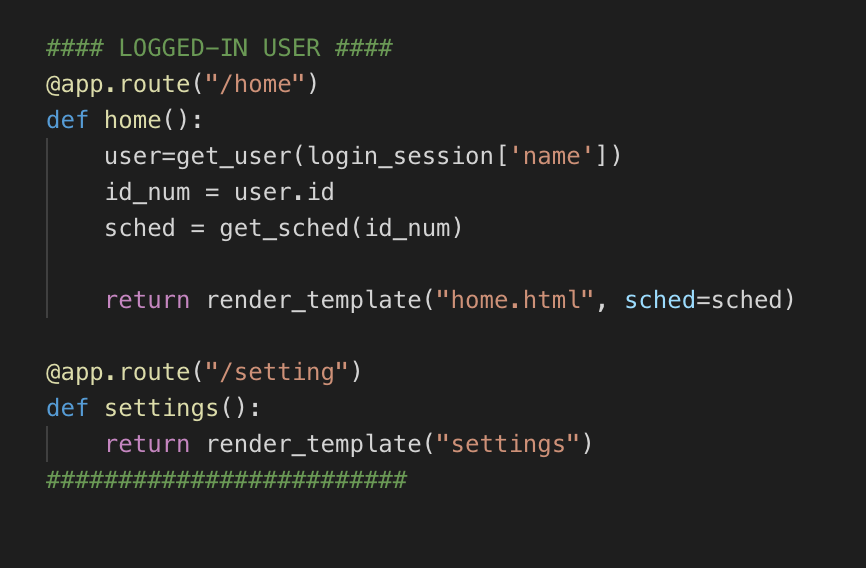 #### LOGGED-IN USER ####
@app.route("/home")
def home():
    user=get_user(login_session['name'])
    id_num = user.id
    sched = get_sched(id_num)

    return render_template("home.html", sched=sched)

@app.route("/setting")
def settings():
    return render_template("settings")
#########################